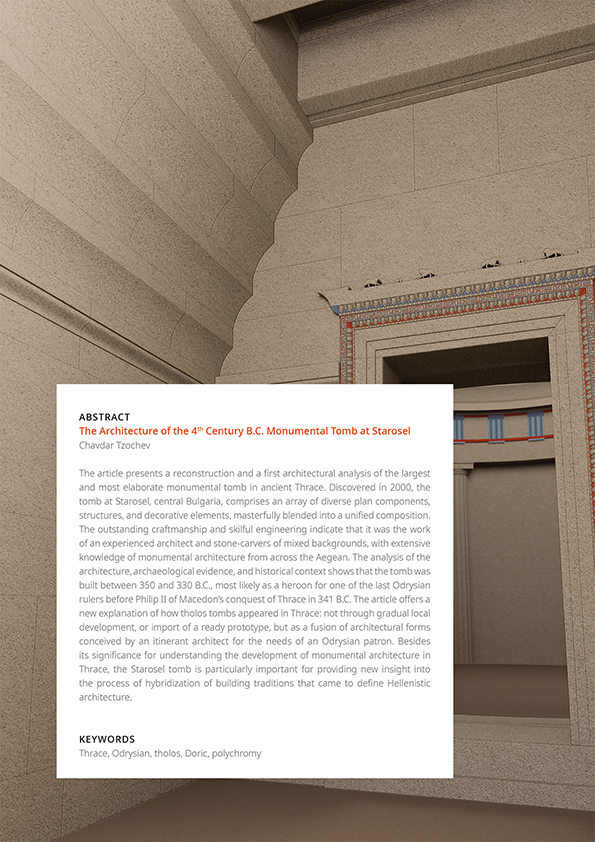 ABSTRACT
The Architecture of the 4th Century B.C. Monumental Tomb at Starosel
Chavdar Tzochev
The article presents a reconstruction and a first architectural analysis of the largest
and most elaborate monumental tomb in ancient Thrace. Discovered in 2000, the
tomb at Starosel, central Bulgaria, comprises an array of diverse plan components,
structures, and decorative elements, masterfully blended into a unified composition.
The outstanding craftmanship and skilful engineering indicate that it was the work
of an experienced architect and stone-carvers of mixed backgrounds, with extensive
knowledge of monumental architecture from across the Aegean. The analysis of the
architecture, archaeological evidence, and historical context shows that the tomb was
built between 350 and 330 B.C., most likely as a heroon for one of the last Odrysian
rulers before Philip II of Macedon's conquest of Thrace in 341 B.C. The article offers a
new explanation of how tholos tombs appeared in Thrace: not through gradual local
development, or import of a ready prototype, but as a fusion of architectural forms
conceived by an itinerant architect for the needs of an Odrysian patron. Besides
its significance for understanding the development of monumental architecture in
Thrace, the Starosel tomb is particularly important for providing new insight into
the process of hybridization of building traditions that came to define Hellenistic
architecture.
KEYWORDS
Thrace, Odrysian, tholos, Doric, polychromy